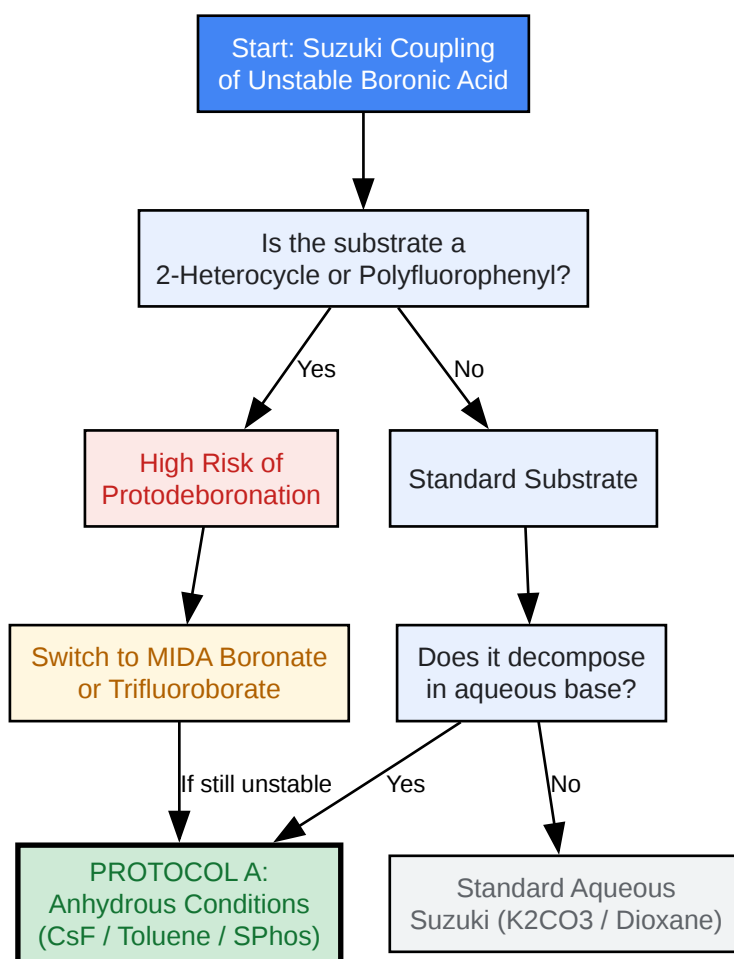 Start: Suzuki Coupling
of Unstable Boronic Acid
Is the substrate a
2-Heterocycle or Polyfluorophenyl?
Yes
No
High Risk of
Protodeboronation
Standard Substrate
Switch to MIDA Boronate
or Trifluoroborate
Does it decompose
in aqueous base?
If still unstable
Yes
No
PROTOCOL A:
Anhydrous Conditions
(CsF / Toluene / SPhos)
Standard Aqueous
Suzuki (K2CO3 / Dioxane)